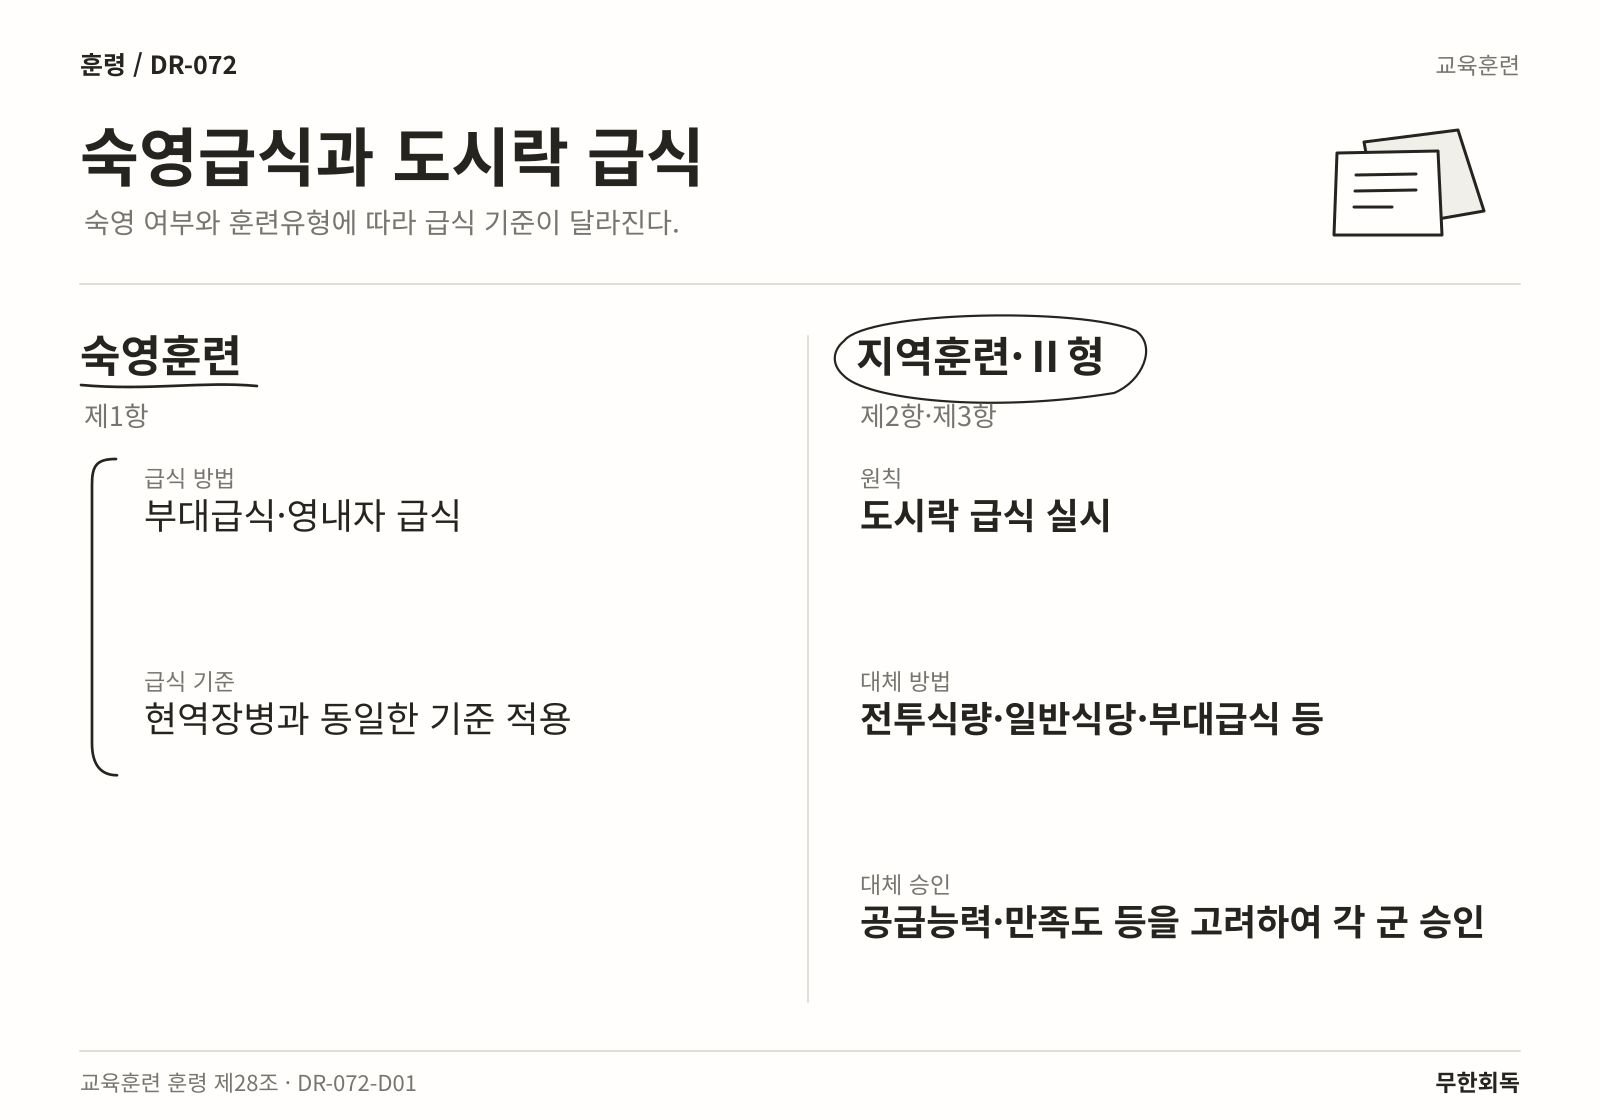 훈령 / DR-072
교육훈련
숙영급식과 도시락 급식
숙영 여부와 훈련유형에 따라 급식 기준이 달라진다.
숙영훈련
제1항
급식 방법
부대급식·영내자 급식
급식 기준
현역장병과 동일한 기준 적용
지역훈련·Ⅱ형
제2항·제3항
원칙
도시락 급식 실시
대체 방법
전투식량·일반식당·부대급식 등
대체 승인
공급능력·만족도 등을 고려하여 각 군 승인
교육훈련 훈령 제28조 · DR-072-D01
무한회독